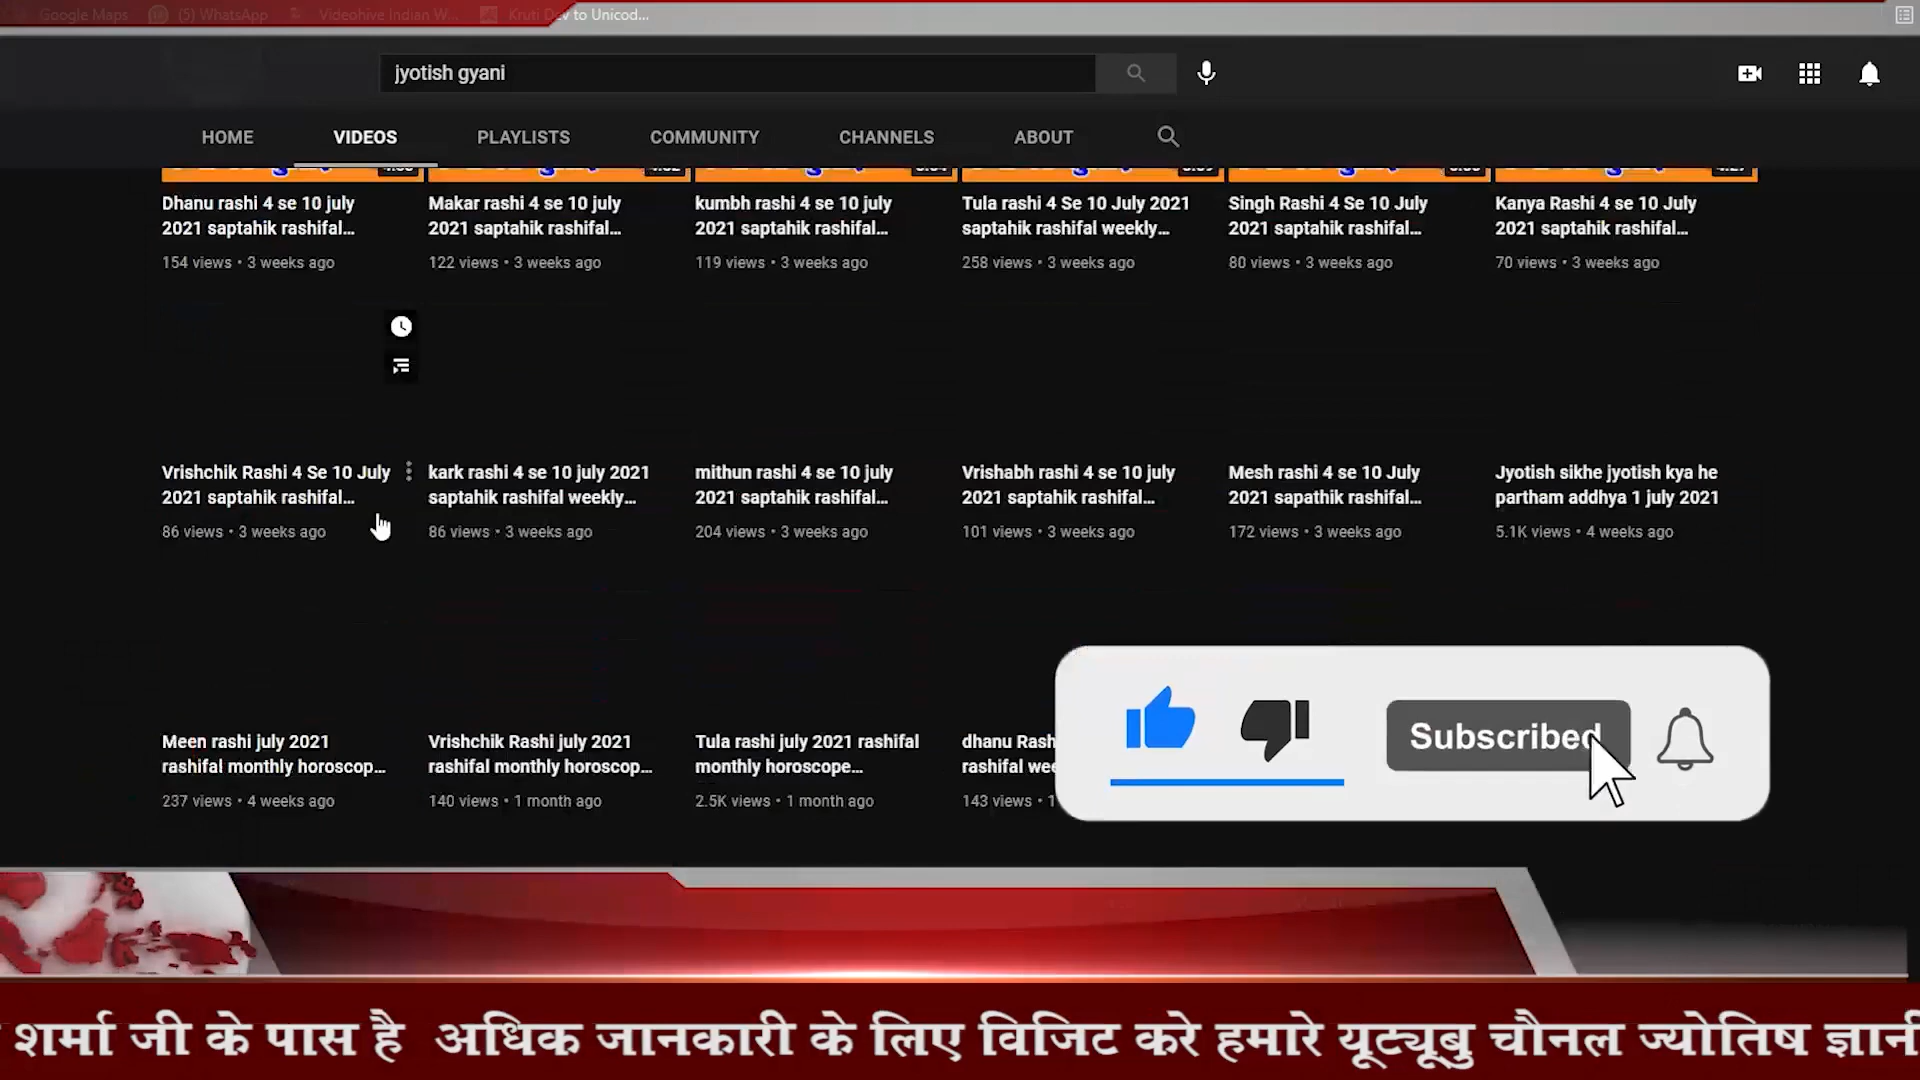 Google Maps (5) WhatsApp Videohive Indian W... Kruti Dev to Unicod...
jyotish gyani
HOME VIDEOS PLAYLISTS COMMUNITY CHANNELS ABOUT
Dhanu rashi 4 se 10 july
2021 saptahik rashifal...
154 views • 3 weeks ago
Makar rashi 4 se 10 july
2021 saptahik rashifal...
122 views • 3 weeks ago
kumbh rashi 4 se 10 july
2021 saptahik rashifal...
119 views • 3 weeks ago
Tula rashi 4 Se 10 July 2021
saptahik rashifal weekly...
258 views • 3 weeks ago
Singh Rashi 4 Se 10 July
2021 saptahik rashifal...
80 views • 3 weeks ago
Kanya Rashi 4 se 10 July
2021 saptahik rashifal...
70 views • 3 weeks ago
Vrishchik Rashi 4 Se 10 July
2021 saptahik rashifal...
86 views • 3 weeks ago
kark rashi 4 se 10 july 2021
saptahik rashifal weekly...
86 views • 3 weeks ago
mithun rashi 4 se 10 july
2021 saptahik rashifal...
204 views • 3 weeks ago
Vrishabh rashi 4 se 10 july
2021 saptahik rashifal...
101 views • 3 weeks ago
Mesh rashi 4 se 10 July
2021 sapathik rashifal...
172 views • 3 weeks ago
Jyotish sikhe jyotish kya he
partham addhya 1 july 2021
5.1K views • 4 weeks ago
Meen rashi july 2021
rashifal monthly horoscop...
237 views • 4 weeks ago
Vrishchik Rashi july 2021
rashifal monthly horoscop...
140 views • 1 month ago
Tula rashi july 2021 rashifal
monthly horoscope...
2.5K views • 1 month ago
dhanu Rash
rashifal wee
143 views • 1
Subscribed
शर्मा जी के पास है अधिक जानकारी के लिए विजिट करे हमारे यूट्यूबु चौनल ज्योतिष ज्ञानी